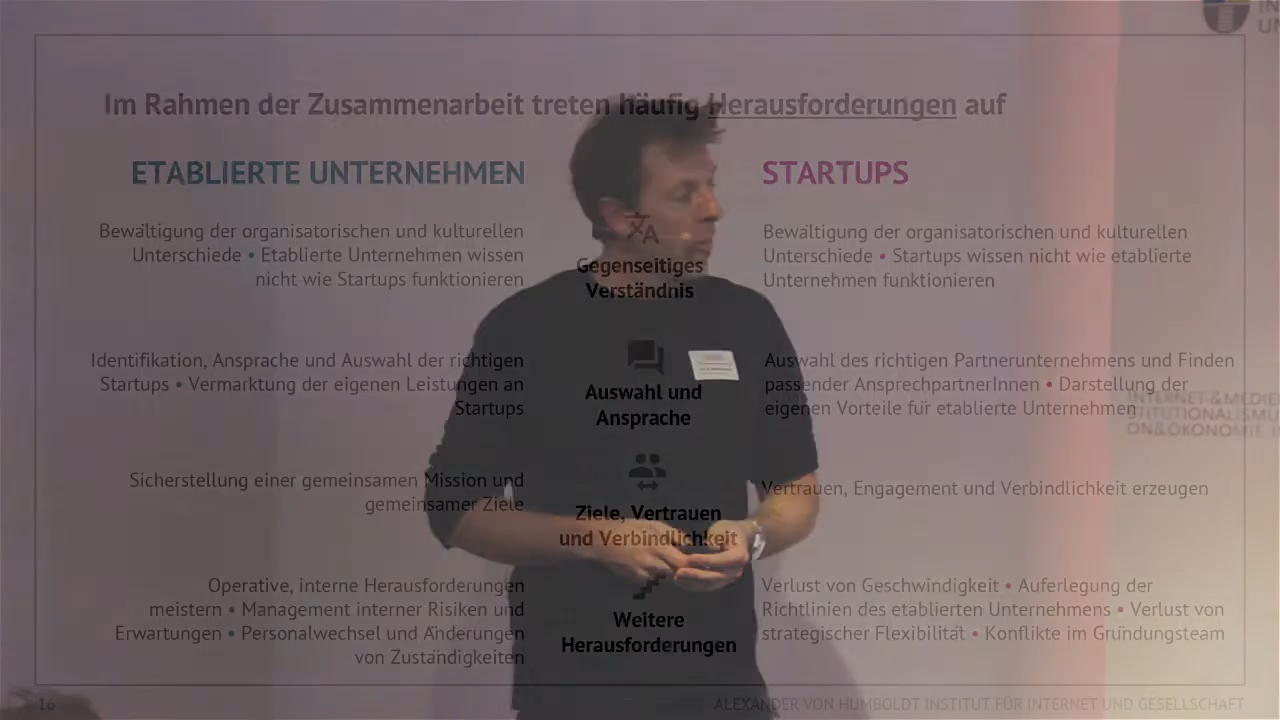 Im Rahmen der Zusammenarbeit treten häufig Herausforderungen auf
ETABLIERTE UNTERNEHMEN
STARTUPS
Bewältigung der organisatorischen und kulturellen
Unterschiede • Etablierte Unternehmen wissen
nicht wie Startups funktionieren
Gegenseitiges
Verständnis
Bewältigung der organisatorischen und kulturellen
Unterschiede • Startups wissen nicht wie etablierte
Unternehmen funktionieren
Identifikation, Ansprache und Auswahl der richtigen
Startups • Vermarktung der eigenen Leistungen an
Startups
Auswahl und
Ansprache
Auswahl des richtigen Partnerunternehmens und Finden
passender AnsprechpartnerInnen • Darstellung der
eigenen Vorteile für etablierte Unternehmen
INTERNET & MEDIE
STITUTIONALISMU
ON & ÖKONOMIE I
Sicherstellung einer gemeinsamen Mission und
gemeinsamer Ziele
Ziele, Vertrauen
und Verbindlichkeit
Vertrauen, Engagement und Verbindlichkeit erzeugen
Operative, interne Herausforderungen
meistern • Management interner Risiken und
Erwartungen • Personalwechsel und Änderungen
von Zuständigkeiten
Weitere
Herausforderungen
Verlust von Geschwindigkeit • Auferlegung der
Richtlinien des etablierten Unternehmens • Verlust von
strategischer Flexibilität • Konflikte im Gründungsteam
16
ALEXANDER VON HUMBOLDT INSTITUT FÜR INTERNET UND GESELLSCHAFT